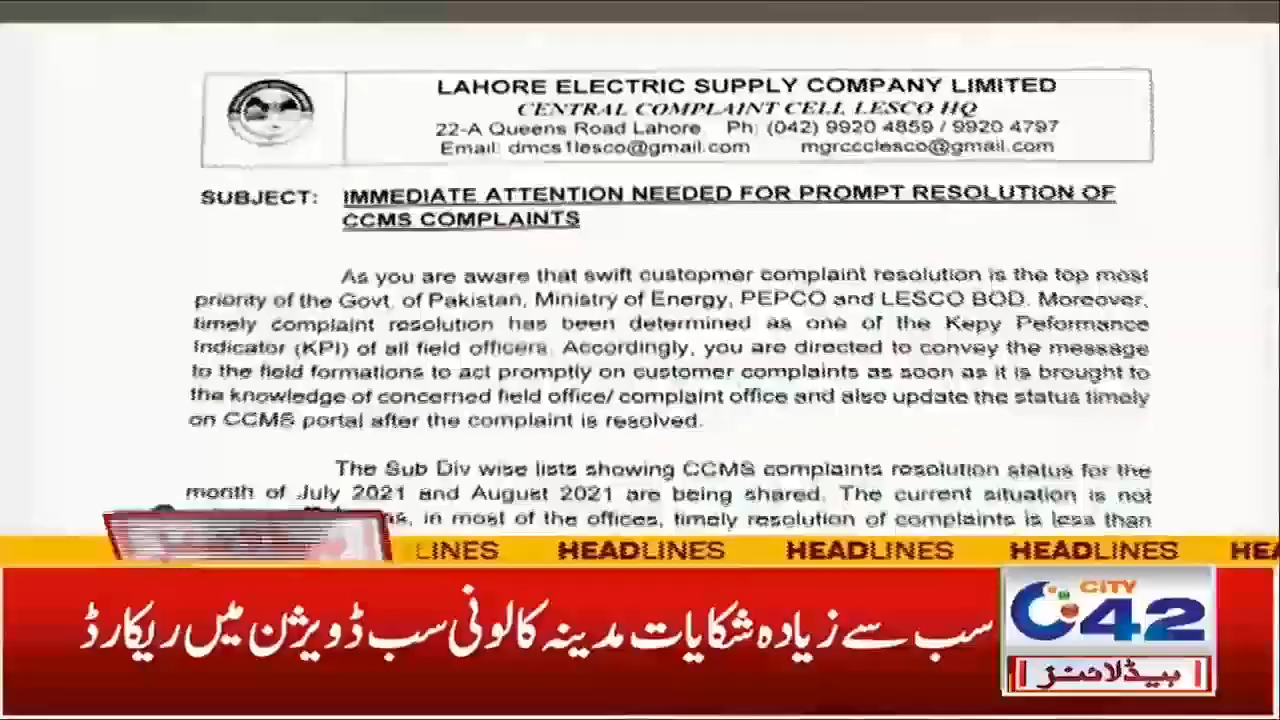 LAHORE ELECTRIC SUPPLY COMPANY LIMITED
CENTRAL COMPLAINT CELL LESCO HQ
22-A Queens Road Lahore Ph: (042) 9920 4859 / 9920 4797
Email: dmcs1lesco@gmail.com mgrccclesco@gmail.com
SUBJECT: IMMEDIATE ATTENTION NEEDED FOR PROMPT RESOLUTION OF
CCMS COMPLAINTS
As you are aware that swift custopmer complaint resolution is the top most
priority of the Govt. of Pakistan, Ministry of Energy, PEPCO and LESCO BOD. Moreover,
timely complaint resolution has been determined as one of the Kepy Peformance
Indicator (KPI) of all field officers. Accordingly, you are directed to convey the message
to the field formations to act promptly on customer complaints as soon as it is brought to
the knowledge of concerned field office/ complaint office and also update the status timely
on CCMS portal after the complaint is resolved.
The Sub Div wise lists showing CCMS complaints resolution status for the
month of July 2021 and August 2021 are being shared. The current situation is not
in most of the offices, timely resolution of complaints is less than
LINES HEADLINES HEADLINES HEADLINES HEA
سب سے زیادہ شکایات مدینہ کالونی سب ڈویژن میں ریکارڈ
CITY
42
ہیڈلائنز